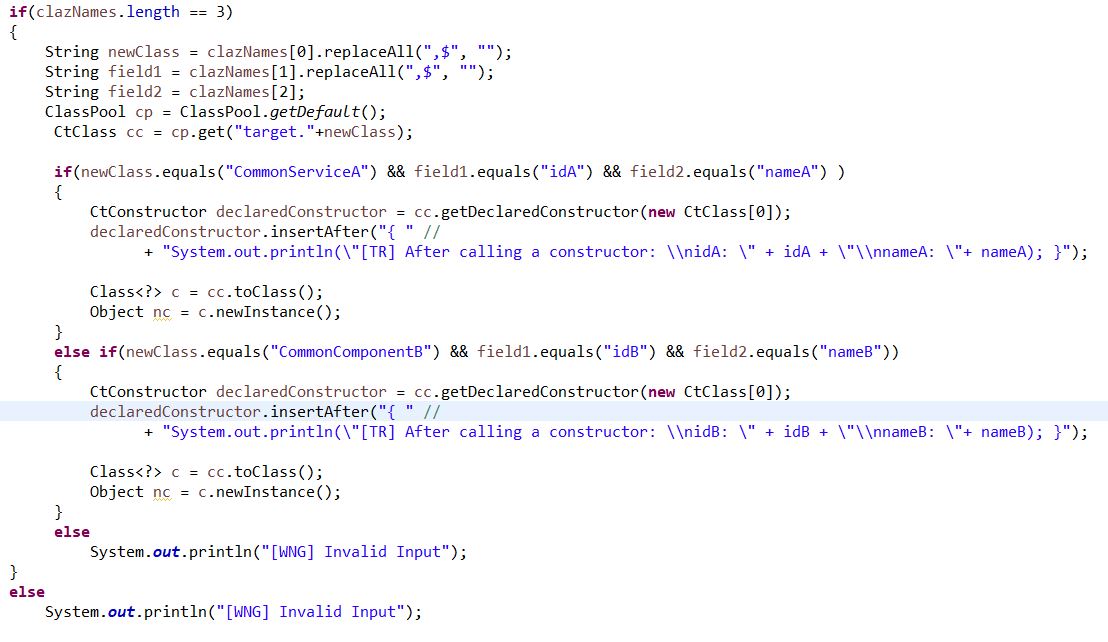 if(clazNames.length == 3)
{
    String newClass = clazNames[0].replaceAll(",$", "");
    String field1 = clazNames[1].replaceAll(",$", "");
    String field2 = clazNames[2];
    ClassPool cp = ClassPool.getDefault();
     CtClass cc = cp.get("target."+newClass);

     if(newClass.equals("CommonServiceA") && field1.equals("idA") && field2.equals("nameA") )
     {
         CtConstructor declaredConstructor = cc.getDeclaredConstructor(new CtClass[0]);
         declaredConstructor.insertAfter("{ " //
               + "System.out.println(\"[TR] After calling a constructor: \\nidA: \" + idA + \"\\nnameA: \"+ nameA); }");

         Class<?> c = cc.toClass();
         Object nc = c.newInstance();
     }
     else if(newClass.equals("CommonComponentB") && field1.equals("idB") && field2.equals("nameB"))
     {
         CtConstructor declaredConstructor = cc.getDeclaredConstructor(new CtClass[0]);
         declaredConstructor.insertAfter("{ " //
               + "System.out.println(\"[TR] After calling a constructor: \\nidB: \" + idB + \"\\nnameB: \"+ nameB); }");

         Class<?> c = cc.toClass();
         Object nc = c.newInstance();
     }
     else
         System.out.println("[WNG] Invalid Input");
}
else
    System.out.println("[WNG] Invalid Input");